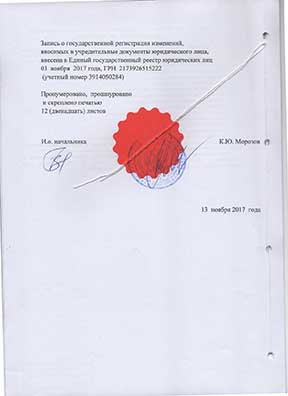 Запись о государственной регистрации изменений,
вносимых в учредительные документы юридического лица,
внесена в Единый государственный реестр юридических лиц
03 ноября 2017 года, ГРН 2173926515222
(учетный номер 3914050284)
Пронумеровано, прошнуровано
и скреплено печатью
12 (двенадцать) листов
И.о. начальника К.Ю. Морозов
13 ноября 2017 года